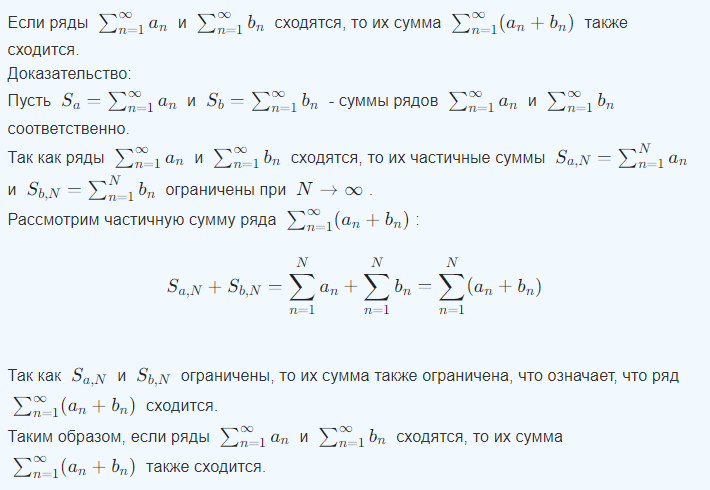 Если ряды $\sum_{n=1}^{\infty} a_n$ и $\sum_{n=1}^{\infty} b_n$ сходятся, то их сумма $\sum_{n=1}^{\infty}(a_n + b_n)$ также
сходится.
Доказательство:
Пусть $S_a = \sum_{n=1}^{\infty} a_n$ и $S_b = \sum_{n=1}^{\infty} b_n$ - суммы рядов $\sum_{n=1}^{\infty} a_n$ и $\sum_{n=1}^{\infty} b_n$
соответственно.
Так как ряды $\sum_{n=1}^{\infty} a_n$ и $\sum_{n=1}^{\infty} b_n$ сходятся, то их частичные суммы $S_{a,N} = \sum_{n=1}^{N} a_n$
и $S_{b,N} = \sum_{n=1}^{N} b_n$ ограничены при $N \to \infty$ .
Рассмотрим частичную сумму ряда $\sum_{n=1}^{\infty}(a_n + b_n)$ :
$S_{a,N} + S_{b,N} = \sum_{n=1}^{N} a_n + \sum_{n=1}^{N} b_n = \sum_{n=1}^{N}(a_n + b_n)$
Так как $S_{a,N}$ и $S_{b,N}$ ограничены, то их сумма также ограничена, что означает, что ряд
$\sum_{n=1}^{\infty}(a_n + b_n)$ сходится.
Таким образом, если ряды $\sum_{n=1}^{\infty} a_n$ и $\sum_{n=1}^{\infty} b_n$ сходятся, то их сумма
$\sum_{n=1}^{\infty}(a_n + b_n)$ также сходится.